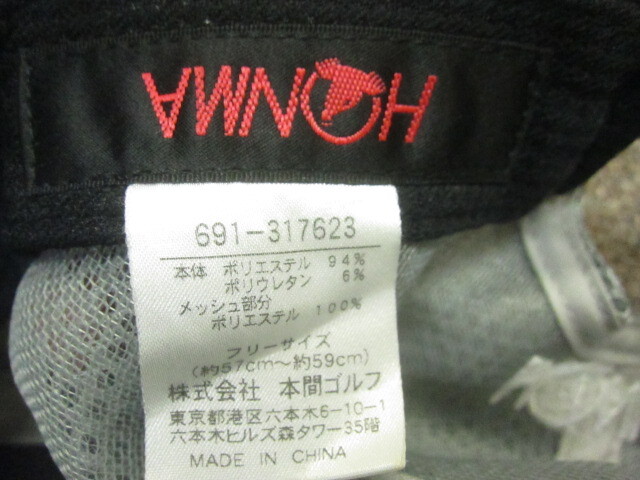 HONMA
691-317623
本体 ポリエステル 94%
ポリウレタン 6%
メッシュ部分
ポリエステル 100%
フリーサイズ
(約57cm〜約59cm)
株式会社 本間ゴルフ
東京都港区六本木6-10-1
六本木ヒルズ森タワー35階
MADE IN CHINA